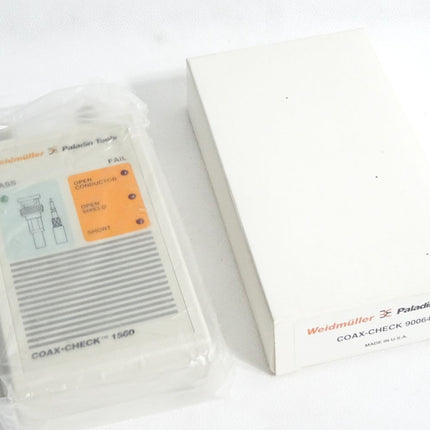 Weidmüller Paladin Tools
PASS FAIL
OPEN
CONDUCTOR
OPEN
SHIELD
SHORT
COAX-CHECK™ 1560
Weidmüller Paladin
COAX-CHECK 90064
MADE IN U.S.A.